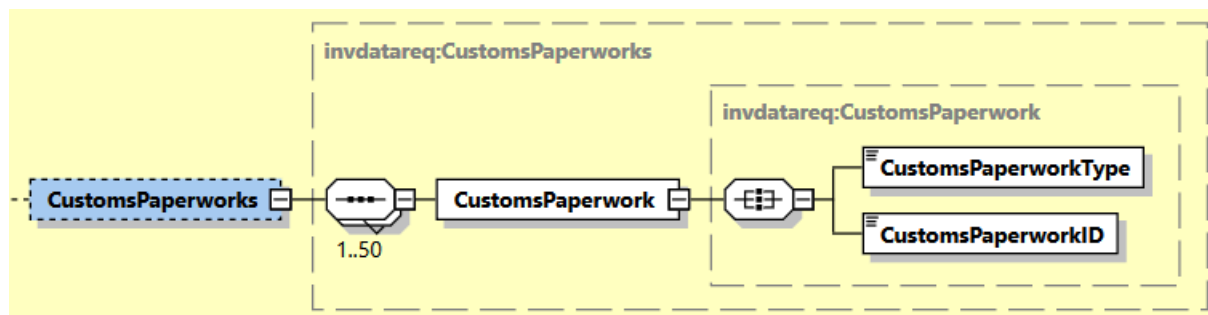 invdatareq:CustomsPaperworks
invdatareq:CustomsPaperwork
CustomsPaperworkType
CustomsPaperworks
CustomsPaperwork
CustomsPaperworkID
1..50